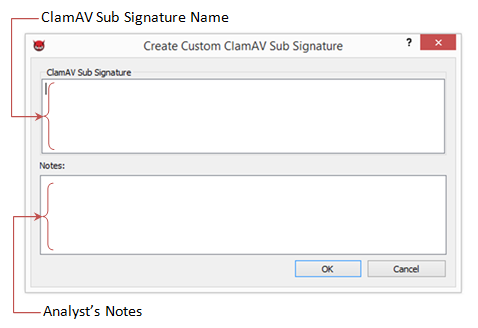 ClamAV Sub Signature Name
Create Custom ClamAV Sub Signature
?
ClamAV Sub Signature
Notes:
OK
Cancel
Analyst's Notes